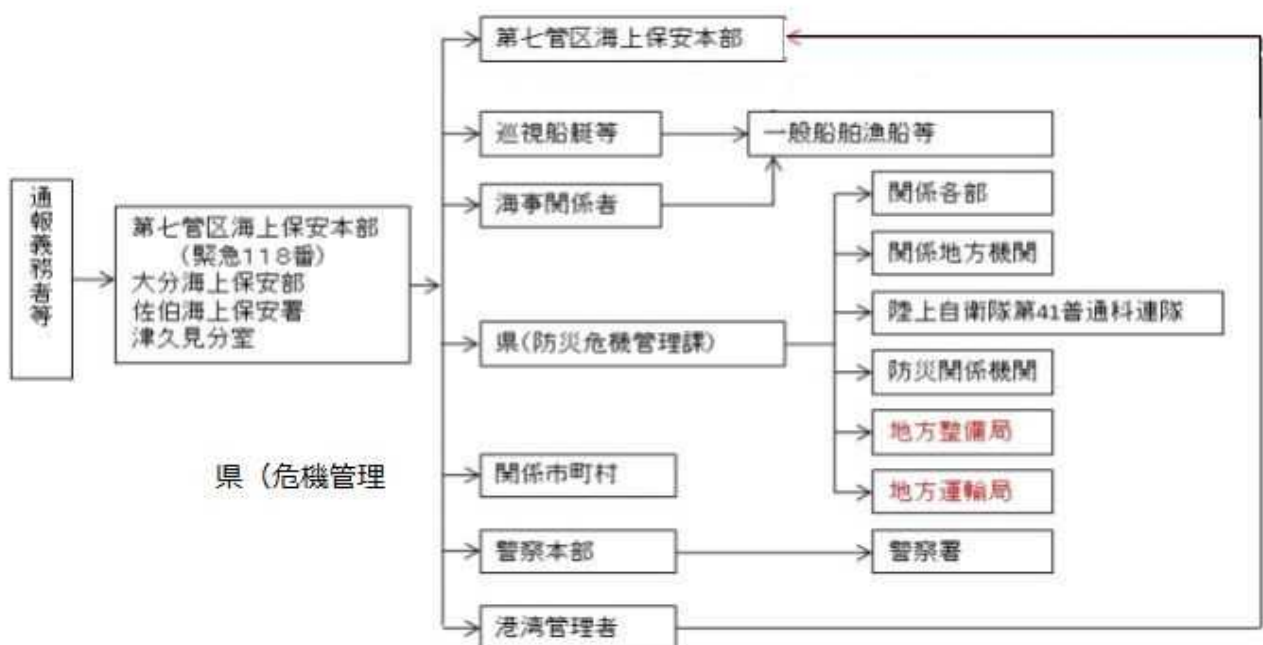 第七管区海上保安本部
巡視船艇等
一般船舶漁船等
海事関係者
通報義務者等
第七管区海上保安本部
(緊急118番)
大分海上保安部
佐伯海上保安署
津久見分室
県(防災危機管理課)
関係各部
関係地方機関
陸上自衛隊第41普通科連隊
防災関係機関
地方整備局
地方運輸局
県（危機管理
関係市町村
警察本部
警察署
港湾管理者